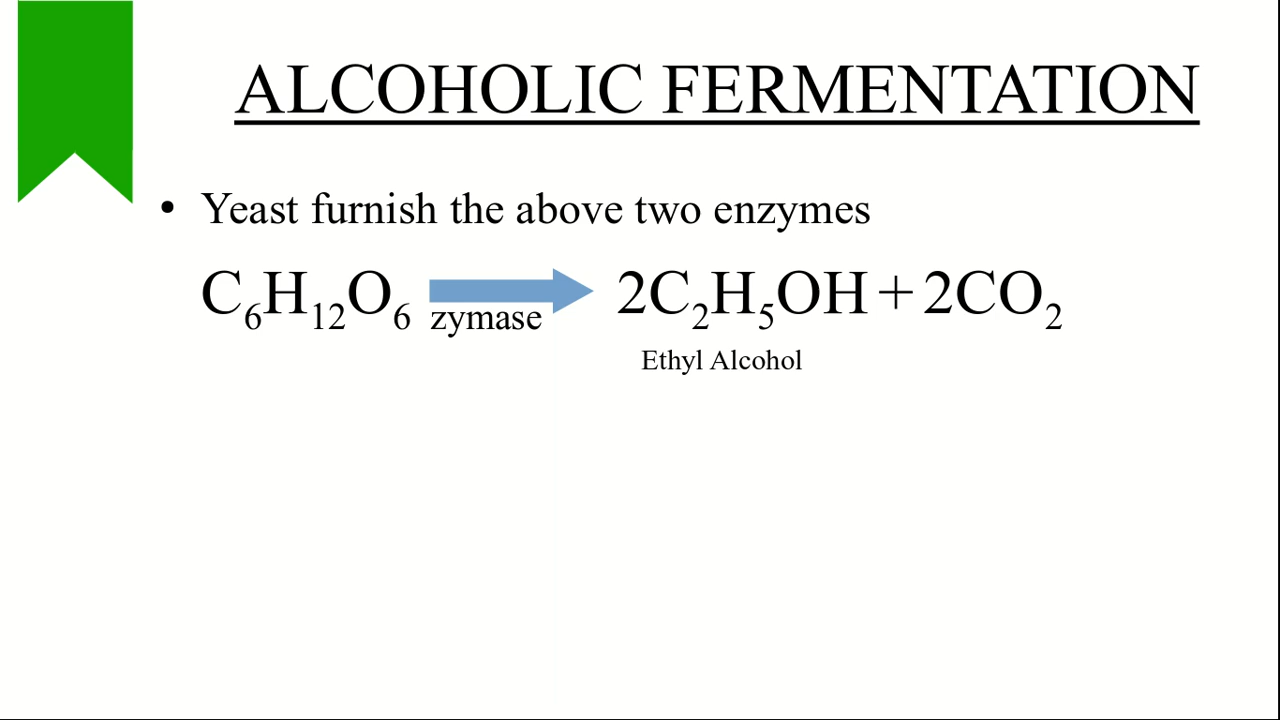 ALCOHOLIC FERMENTATION
• Yeast furnish the above two enzymes
C₆H₁₂O₆ zymase 2C₂H₅OH + 2CO₂
Ethyl Alcohol